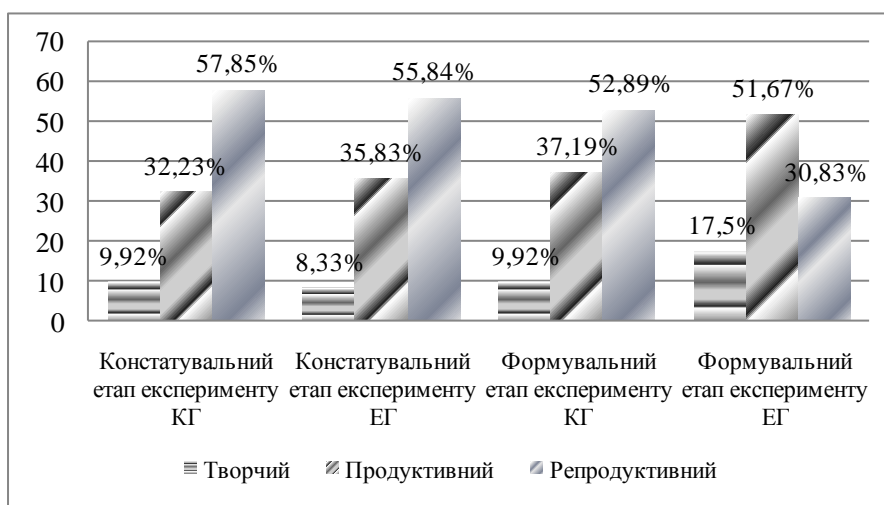 70
60
50
40
30
20
10
0
9,92% 32,23% 57,85% 8,33% 35,83% 55,84% 9,92% 37,19% 52,89% 17,5% 51,67% 30,83%
Констатувальний Констатувальний Формувальний Формувальний
етап експерименту етап експерименту етап експерименту етап експерименту
КГ ЕГ КГ ЕГ
Творчий Продуктивний Репродуктивний